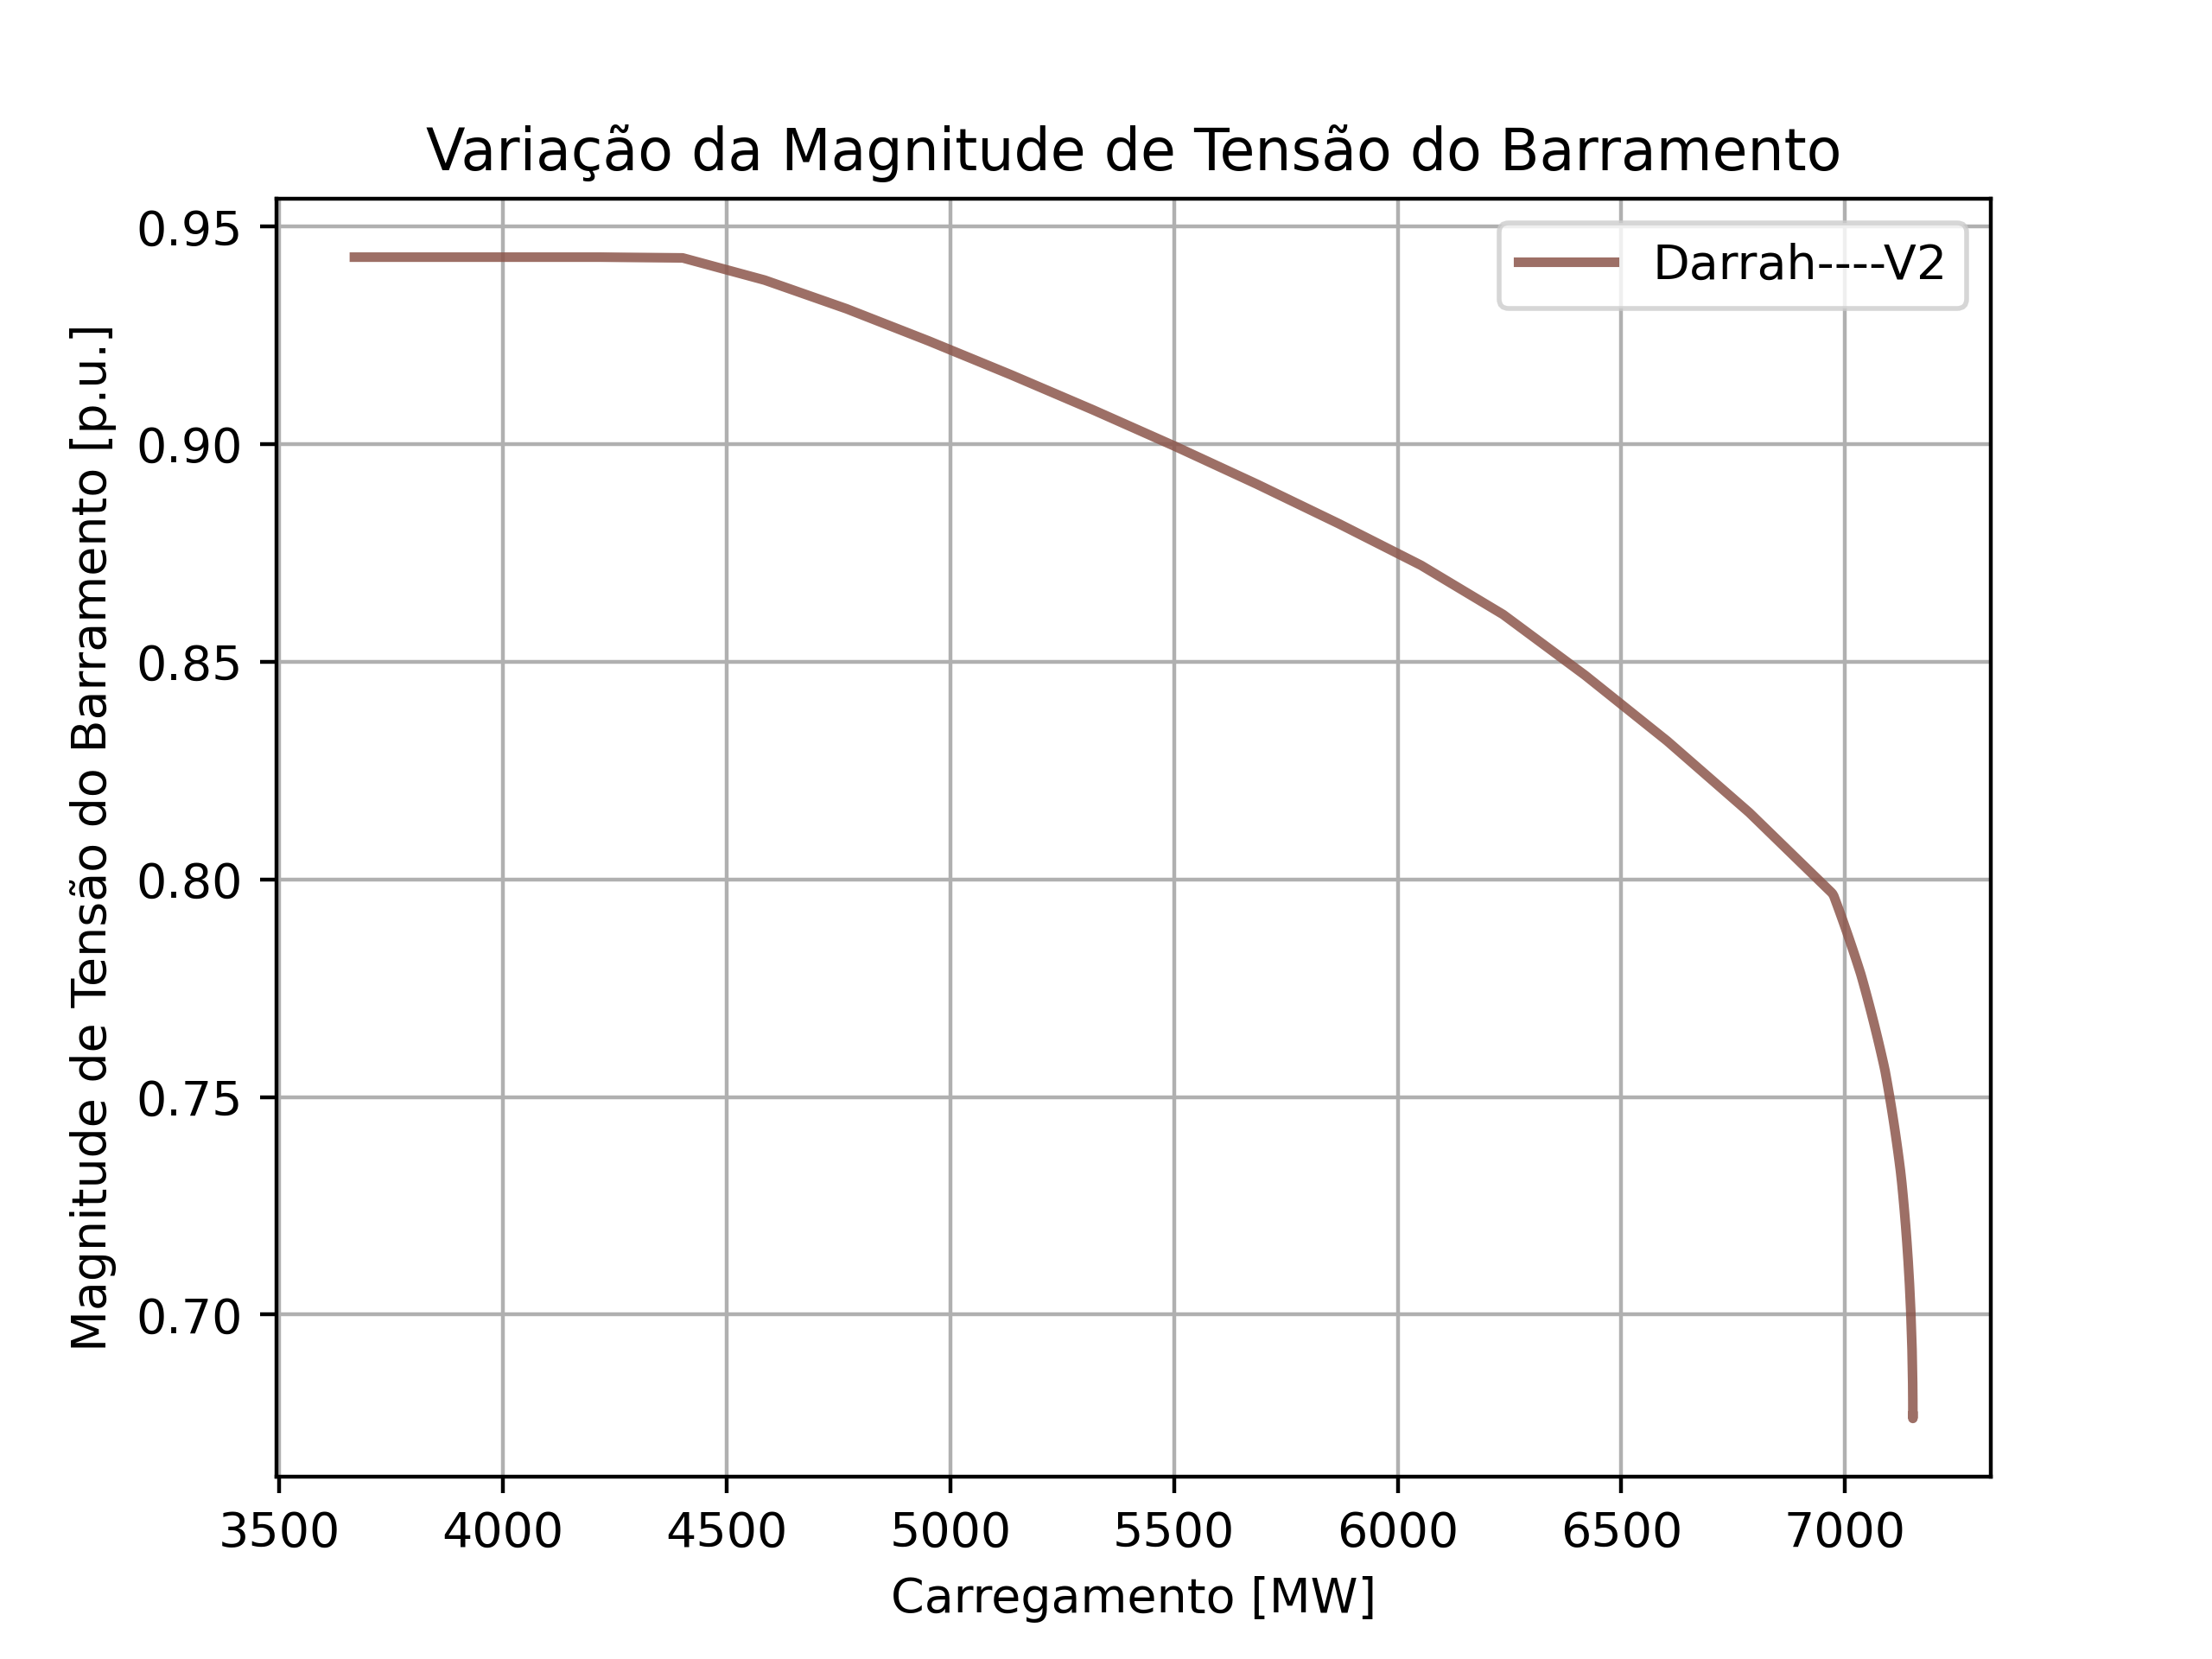 Variação da Magnitude de Tensão do Barramento
Darrah----V2
Magnitude de Tensão do Barramento [p.u.]
0.95
0.90
0.85
0.80
0.75
0.70
3500 4000 4500 5000 5500 6000 6500 7000
Carregamento [MW]